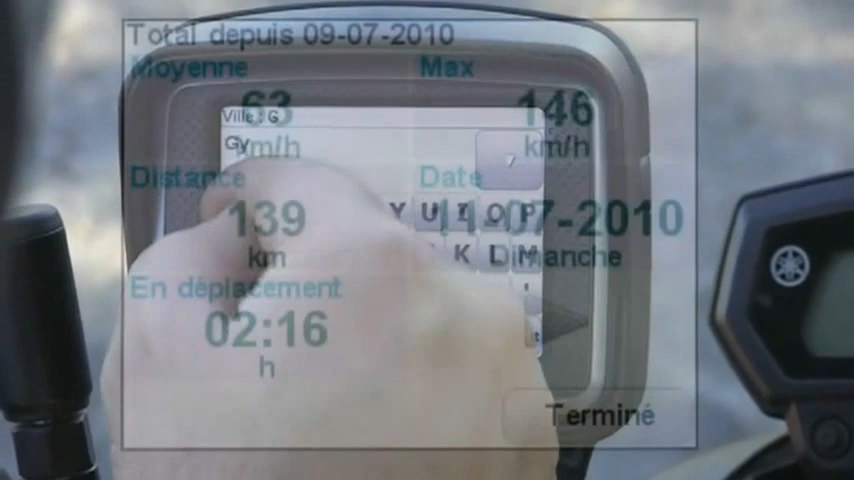 Total depuis 09-07-2010
Moyenne Max
63 146
km/h km/h
Ville : G
Gy
Distance Date
139 11-07-2010
km Dimanche
Y U I O P
K L M
En déplacement
02:16
h
Terminé